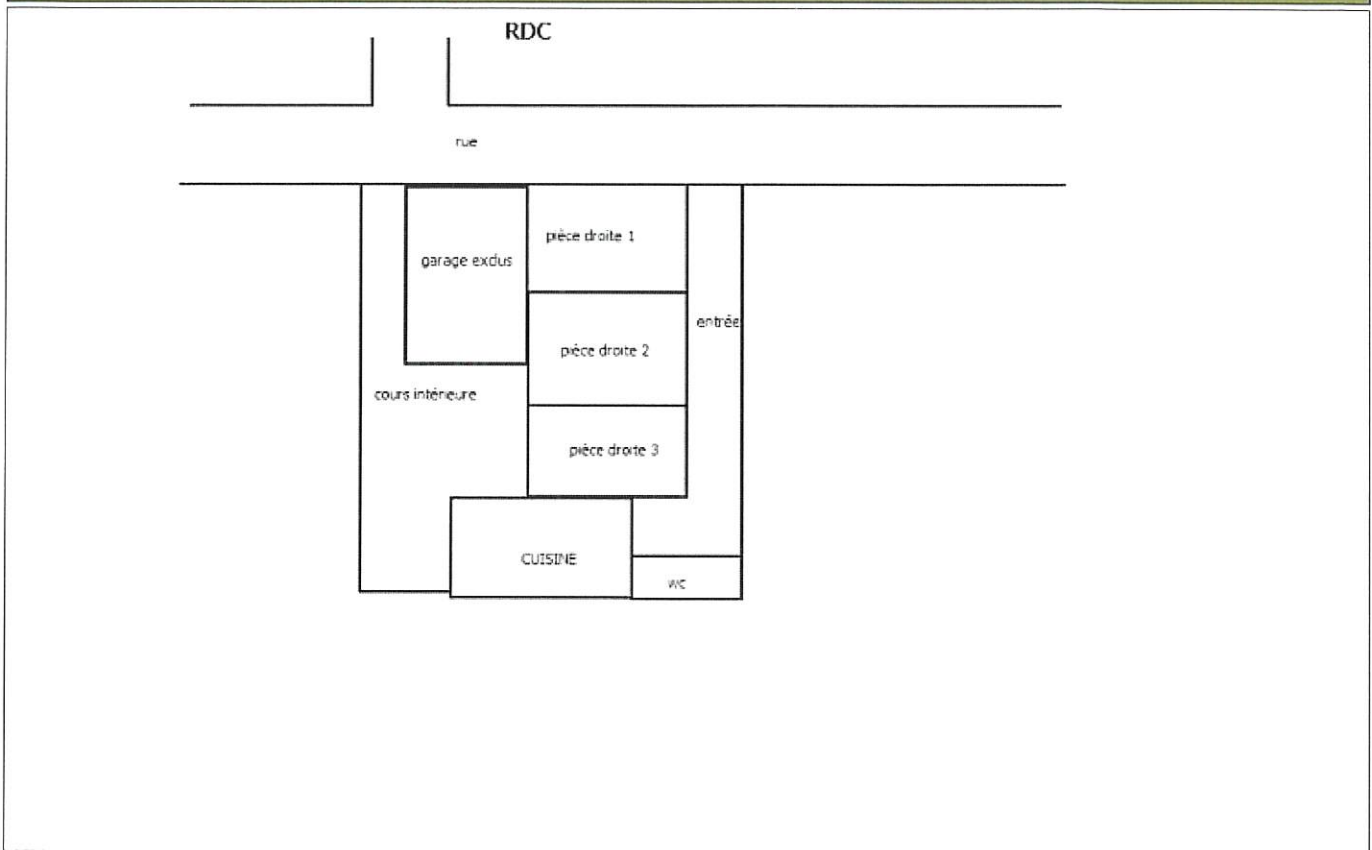 RDC
rue
pièce droite 1
garage exclus
entrée
pièce droite 2
cours intérieure
pièce droite 3
CUISINE
wc